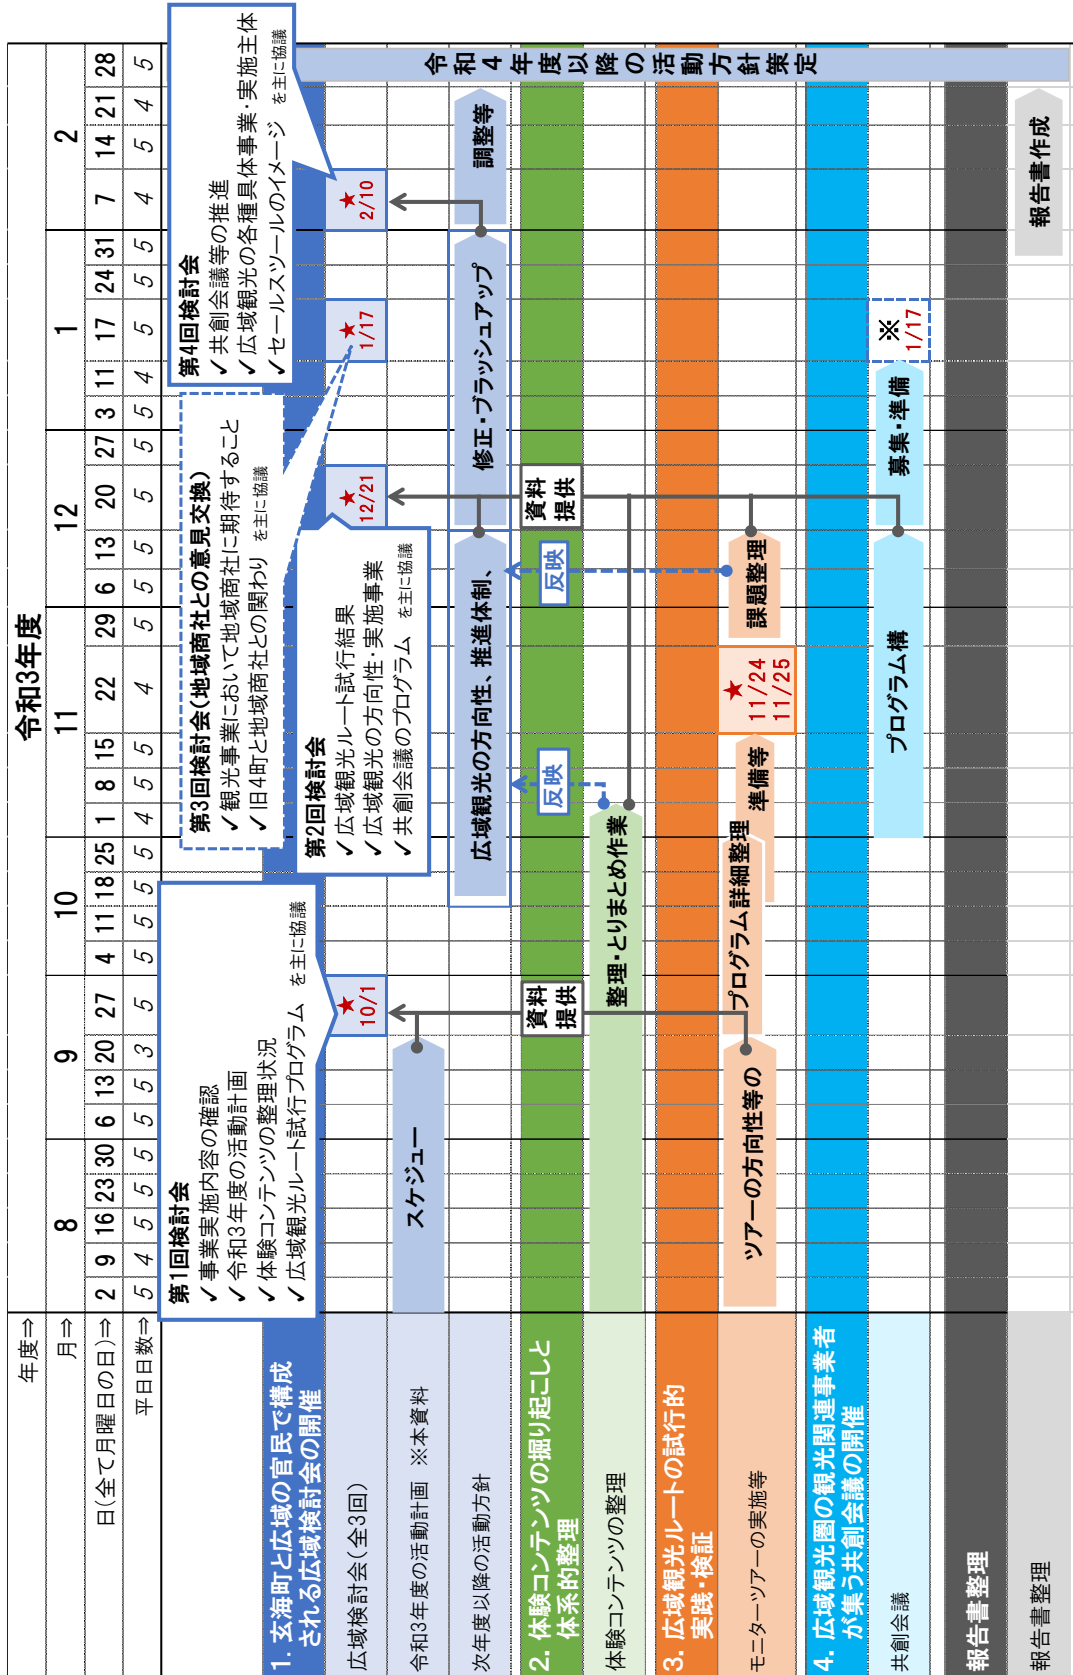 令和3年度
年度⇒
月⇒ 8 9 10 11 12 1 2
日(全て月曜日の日)⇒ 2 9 16 23 30 6 13 20 27 4 11 18 25 1 8 15 22 29 6 13 20 27 3 11 17 24 31 7 14 21 28
平日日数⇒ 5 4 5 5 5 5 5 3 5 5 5 5 5 4 5 5 4 5 5 5 5 5 5 4 5 5 5 4 5 4 5
第1回検討会
✓事業実施内容の確認
✓令和3年度の活動計画
✓体験コンテンツの整理状況
✓広域観光ルート試行プログラム を主に協議
第3回検討会(地域商社との意見交換)
✓観光事業において地域商社に期待すること
✓旧4町と地域商社との関わり を主に協議
第2回検討会
✓広域観光ルート試行結果
✓広域観光の方向性・実施事業
✓共創会議のプログラム を主に協議
第4回検討会
✓共創会議等の推進
✓広域観光の各種具体事業・実施主体
✓セールスツールのイメージ を主に協議
1. 玄海町と広域の官民で構成
される広域検討会の開催
広域検討会(全3回)
★
10/1
★
12/21
★
1/17
★
2/10
令和3年度の活動計画 ※本資料
スケジュー
次年度以降の活動方針
広域観光の方向性、推進体制、
修正・ブラッシュアップ
調整等
令和4年度以降の活動方針策定
2. 体験コンテンツの掘り起こしと
体系的整理
資料
提供
反映
反映
資料
提供
体験コンテンツの整理
整理・とりまとめ作業
3. 広域観光ルートの試行的
実践・検証
モニターツアーの実施等
ツアーの方向性等の
プログラム詳細整理
準備等
★
11/24
11/25
課題整理
4. 広域観光圏の観光関連事業者
が集う共創会議の開催
共創会議
プログラム構
募集・準備
※
1/17
報告書整理
報告書整理
報告書作成